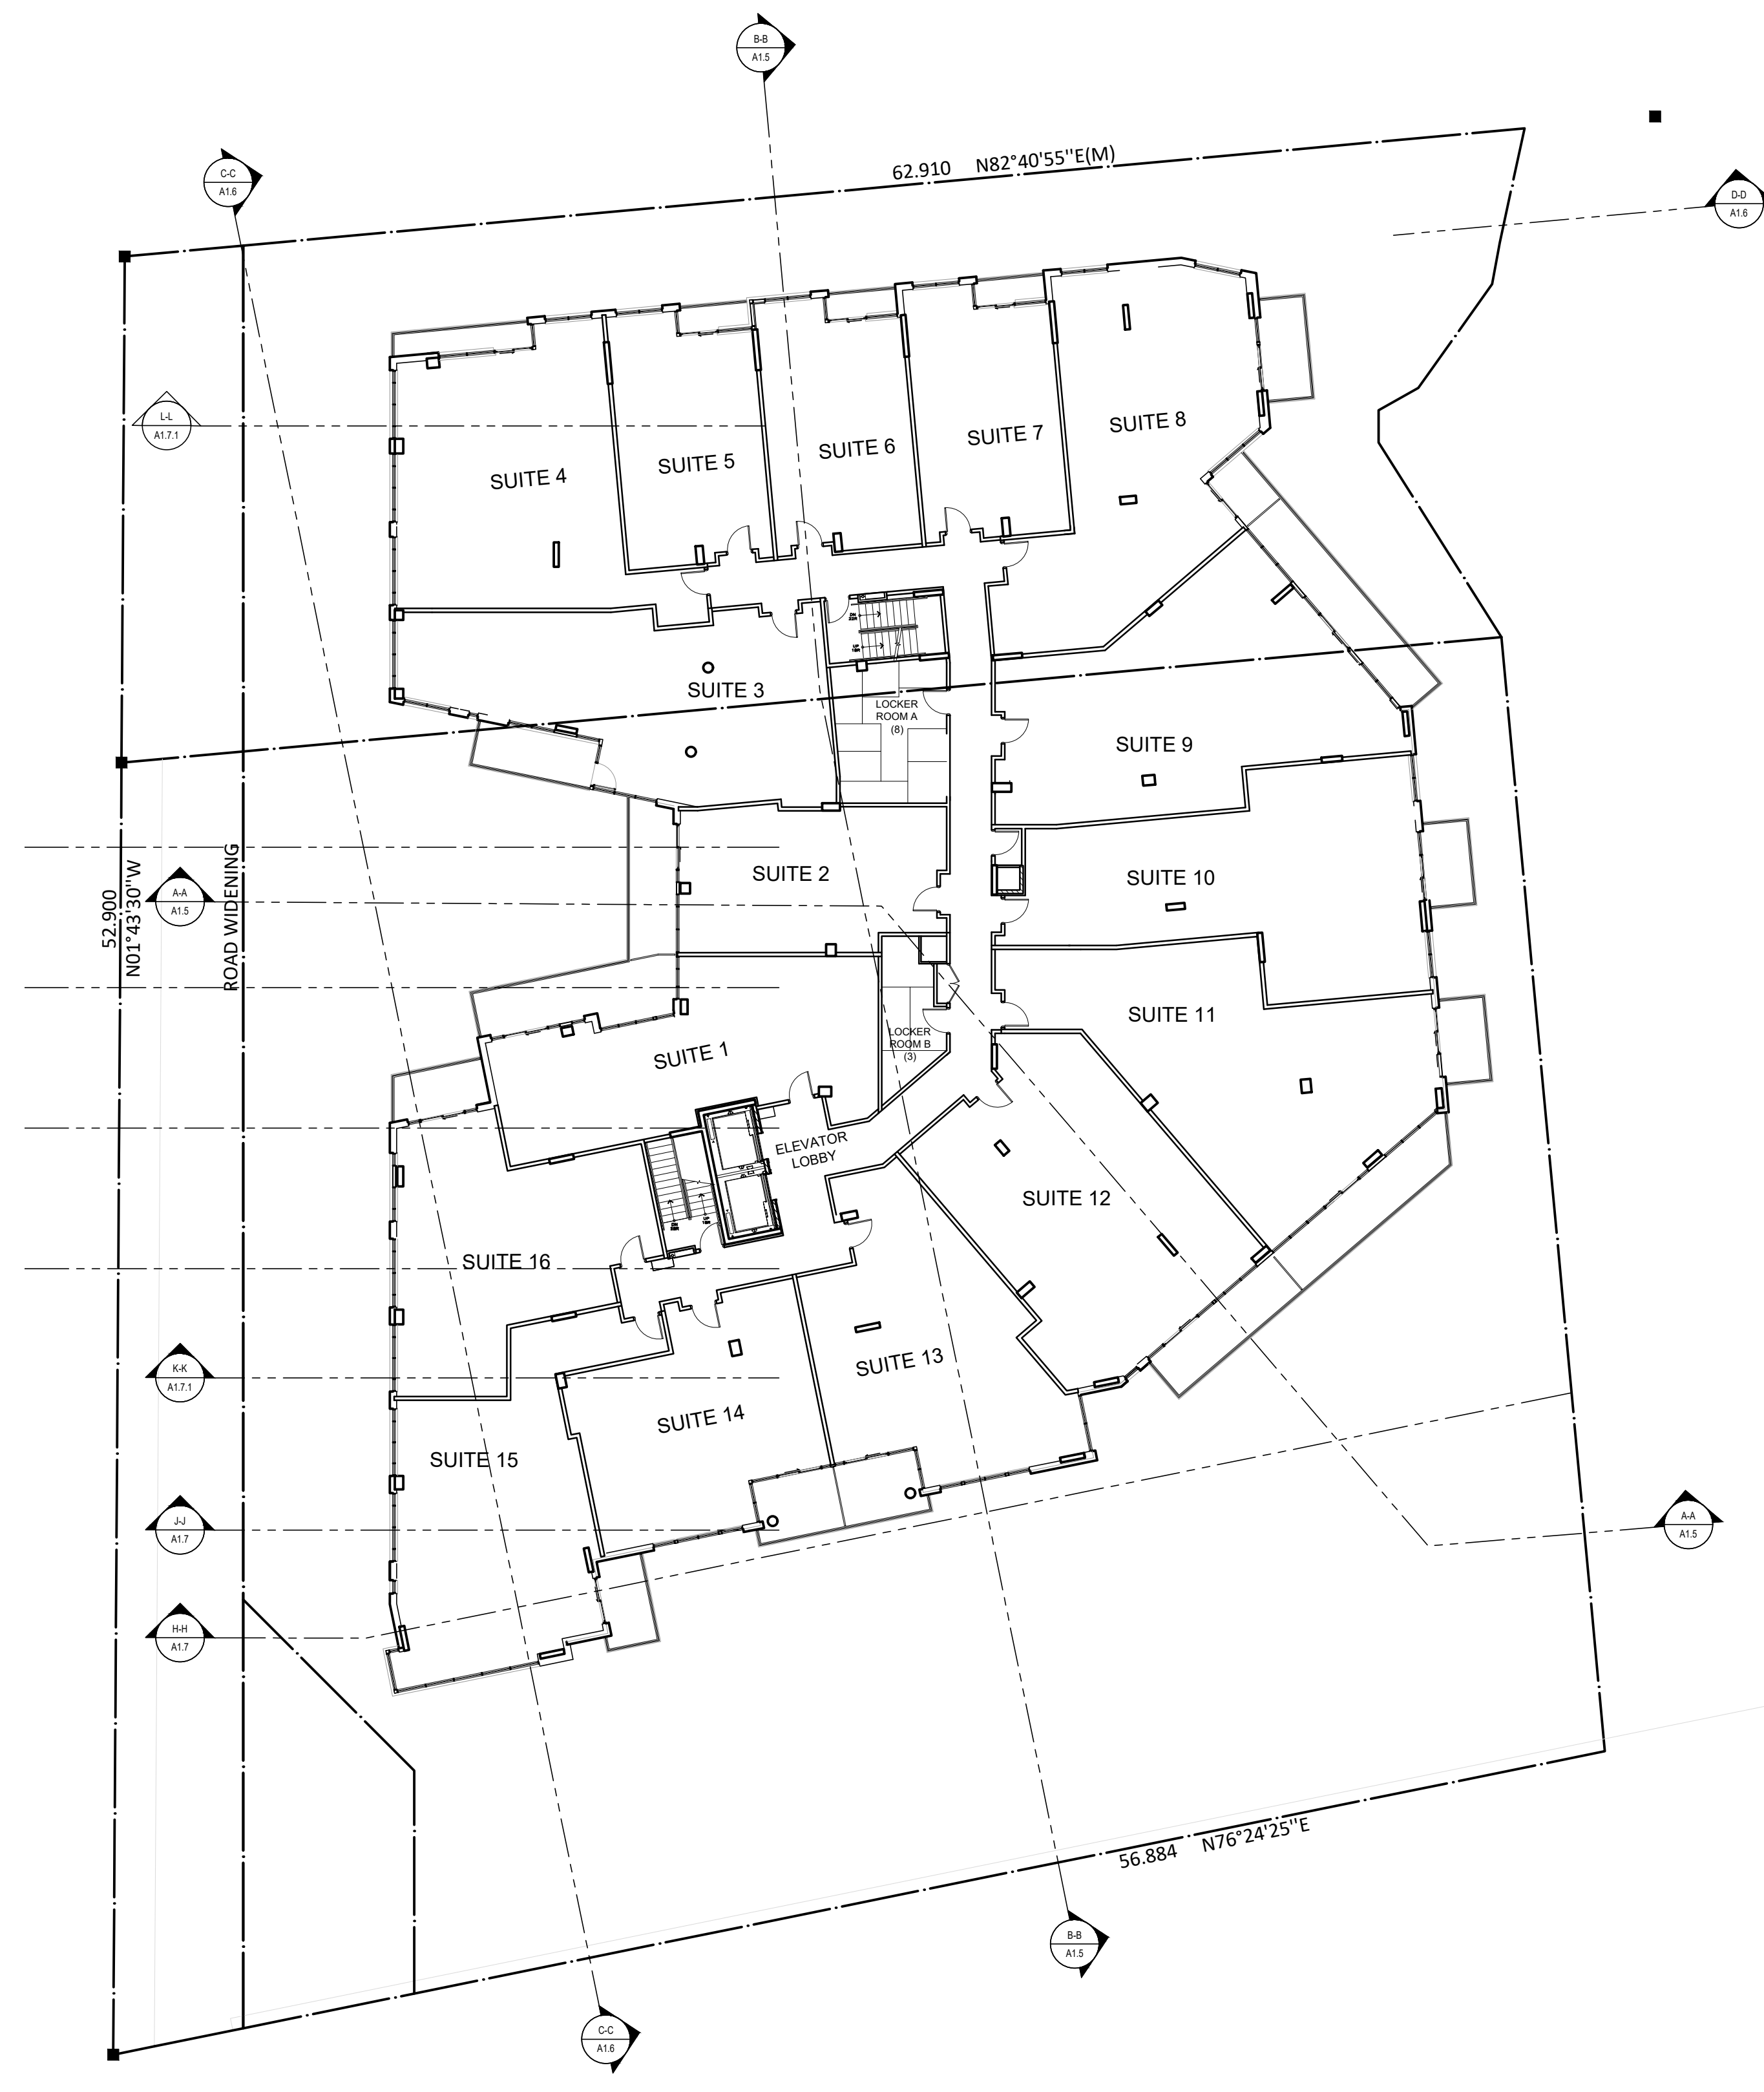 B-B
A1.5
62.910 N82°40'55''E(M)
C-C
A1.6
D-D
A1.6
L-L
A1.7.1
SUITE 8
SUITE 7
SUITE 6
SUITE 5
SUITE 4
DN
UP
SUITE 3
LOCKER
ROOM A
(8)
SUITE 9
SUITE 2
SUITE 10
A-A
A1.5
52.900
N01°43'30''W
ROAD WIDENING
SUITE 11
LOCKER
ROOM B
(3)
SUITE 1
ELEVATOR
LOBBY
SUITE 12
DN
UP
SUITE 16
SUITE 13
K-K
A1.7.1
SUITE 14
SUITE 15
J-J
A1.7
A-A
A1.5
H-H
A1.7
56.884 N76°24'25''E
B-B
A1.5
C-C
A1.6